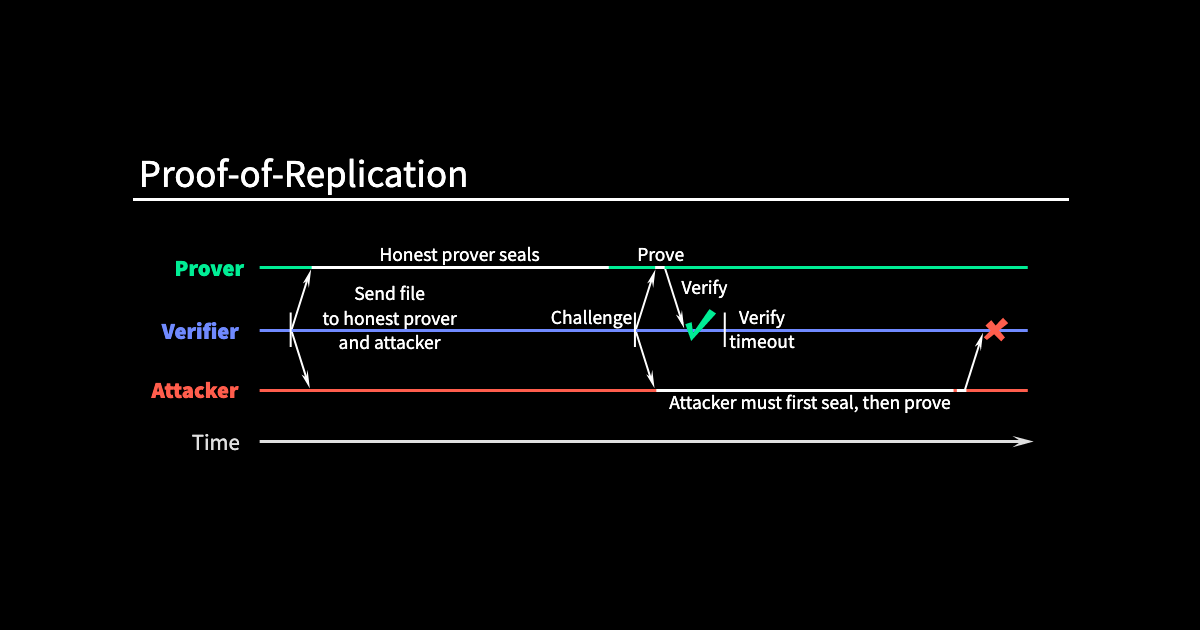 Proof-of-Replication
Honest prover seals
Prove
Prover
Send file
to honest prover
and attacker
Challenge
Verify
Verify
timeout
Verifier
Attacker
Attacker must first seal, then prove
Time